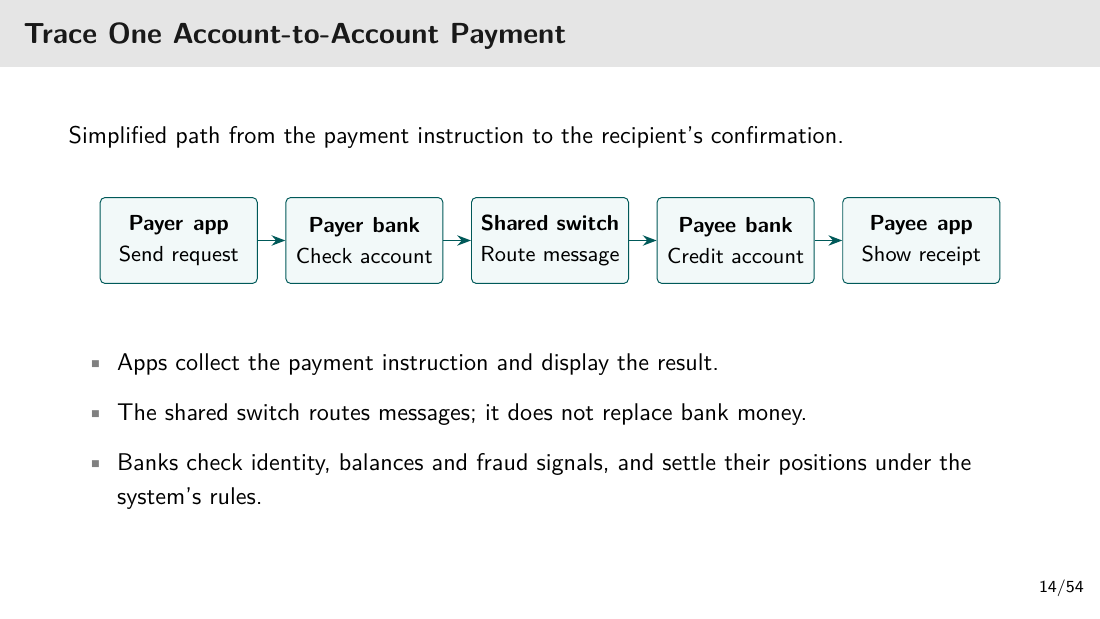 Trace One Account-to-Account Payment
Simplified path from the payment instruction to the recipient's confirmation.
Payer app
Send request
Payer bank
Check account
Shared switch
Route message
Payee bank
Credit account
Payee app
Show receipt
Apps collect the payment instruction and display the result.
The shared switch routes messages; it does not replace bank money.
Banks check identity, balances and fraud signals, and settle their positions under the
system's rules.
14/54